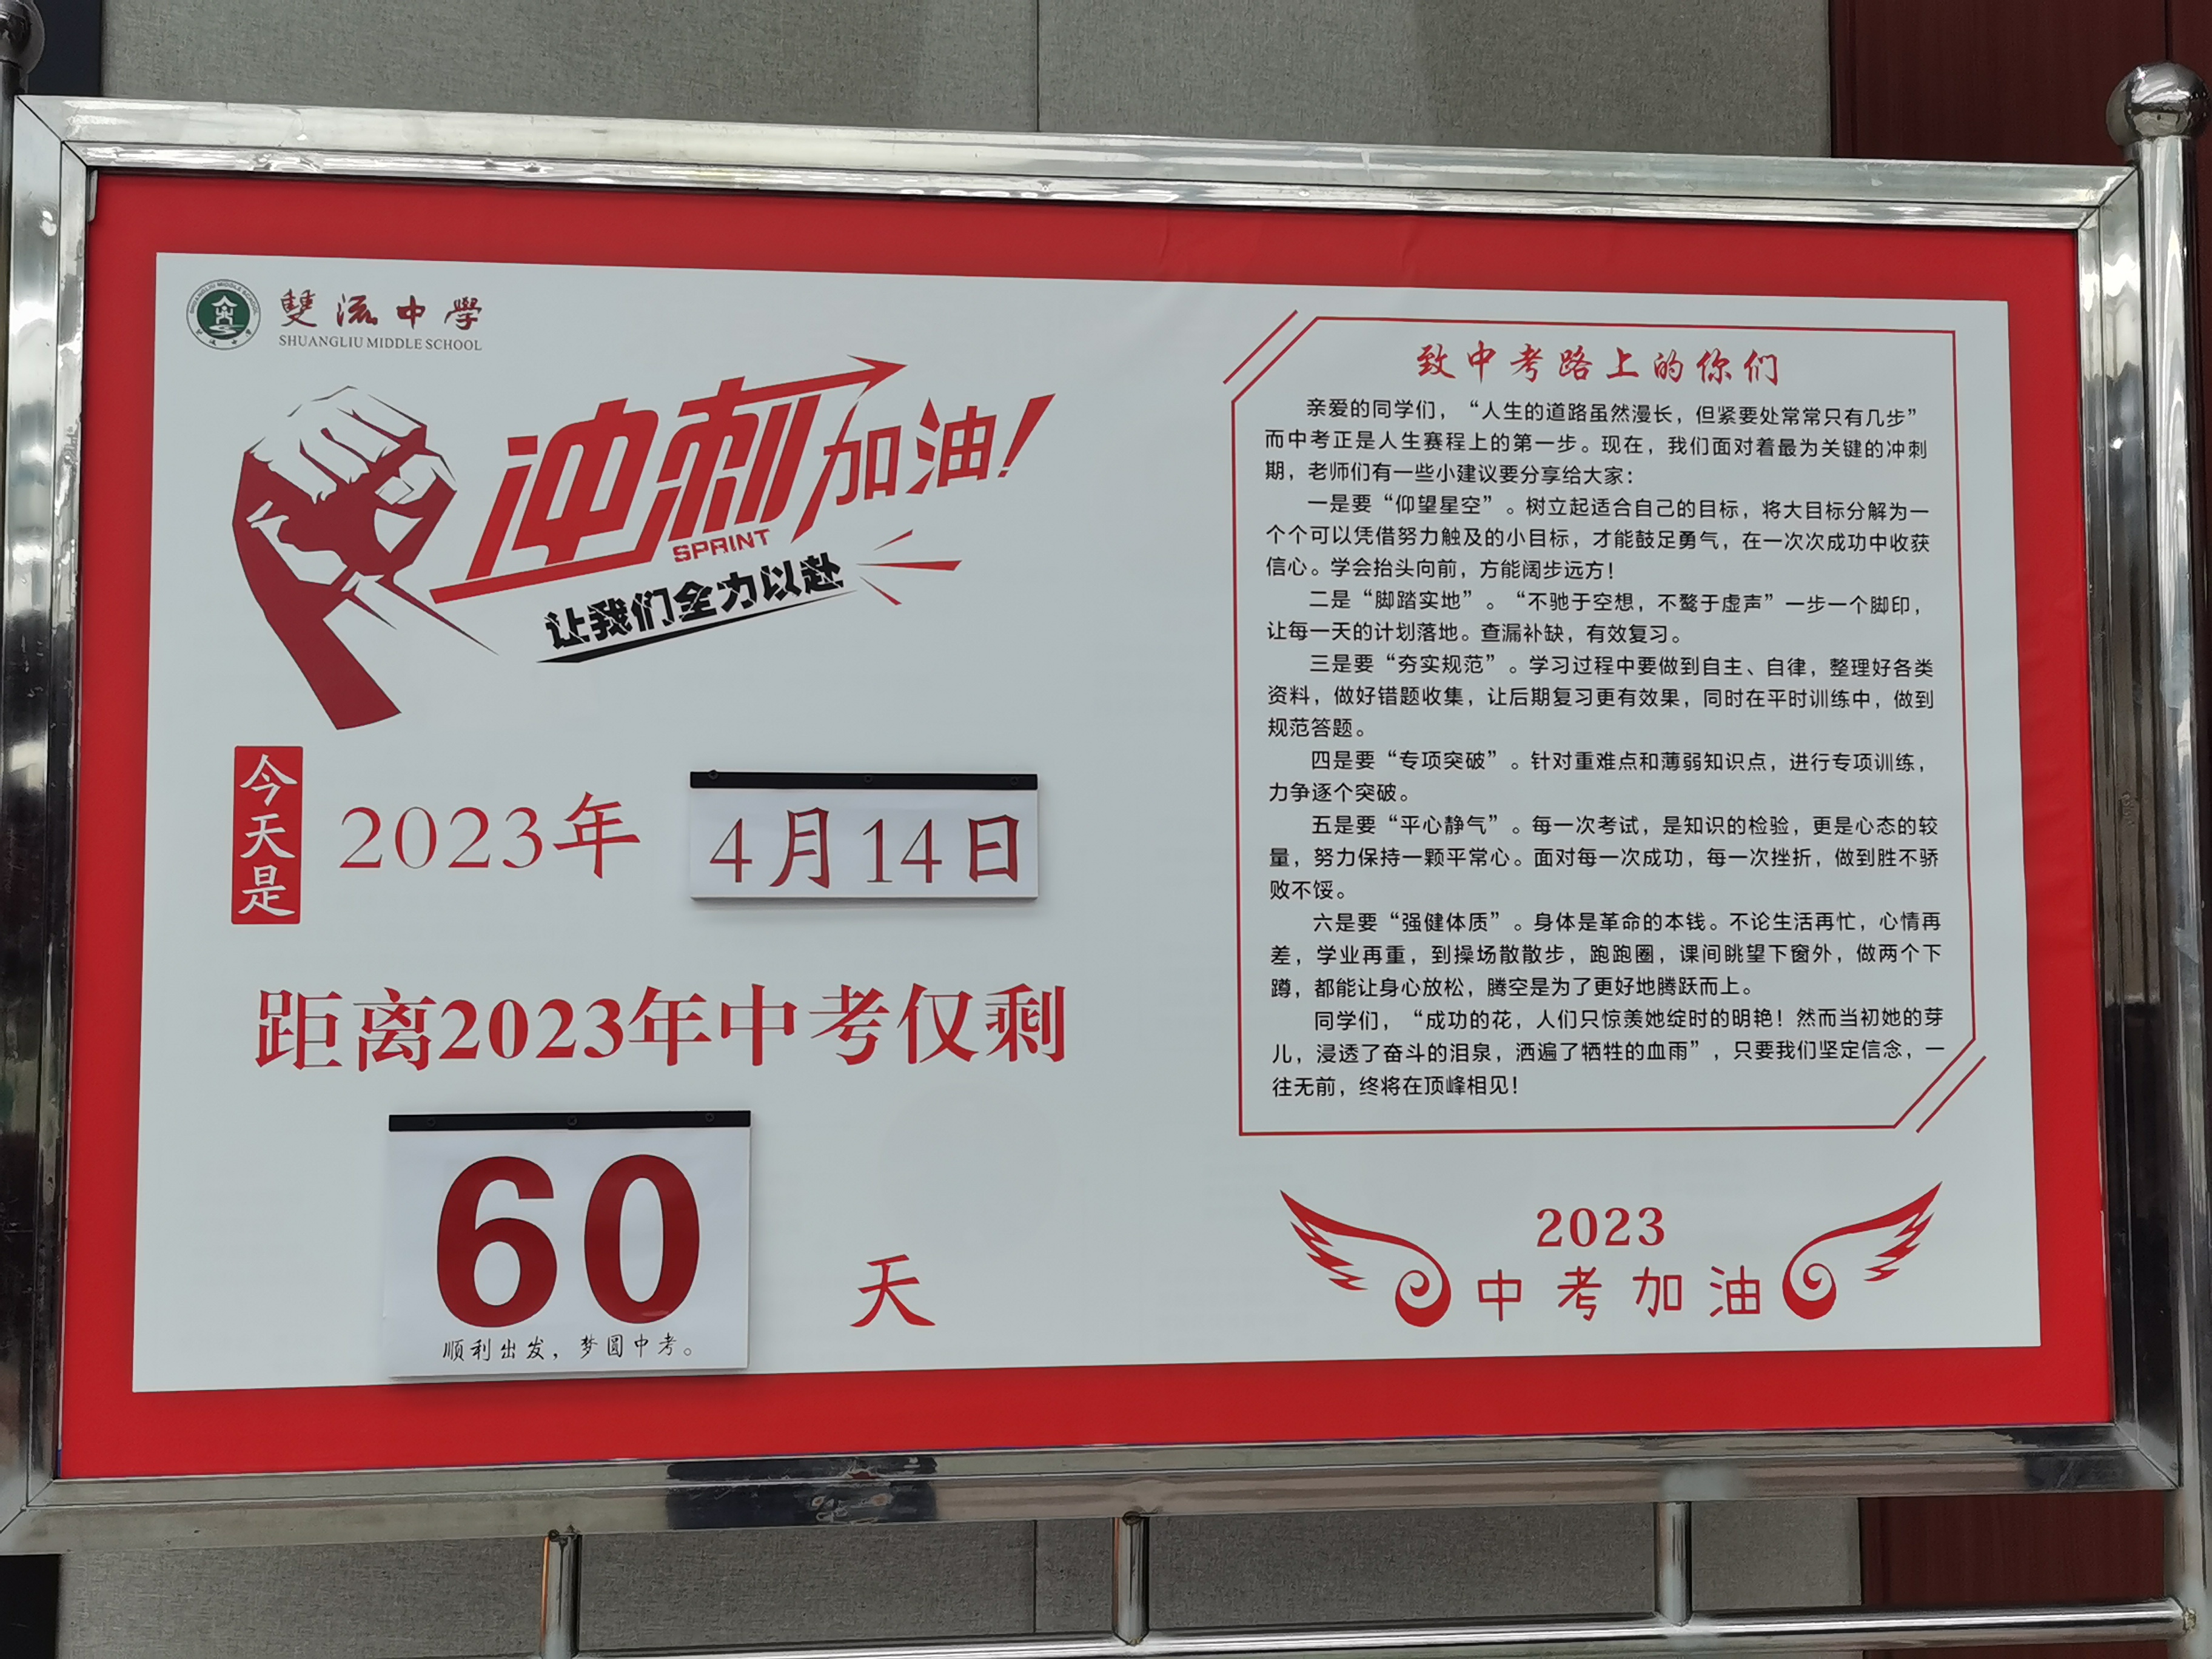 雙流中學
SHUANGLIU MIDDLE SCHOOL
冲刺加油！
SPRINT
让我们全力以赴
今天是
2023年
4月14日
距离2023年中考仅剩
60
天
顺利出发，梦圆中考。
致中考路上的你们
亲爱的同学们，“人生的道路虽然漫长，但紧要处常常只有几步”
而中考正是人生赛程上的第一步。现在，我们面对着最为关键的冲刺
期，老师们有一些小建议要分享给大家：
一是要“仰望星空”。树立起适合自己的目标，将大目标分解为一
个个可以凭借努力触及的小目标，才能鼓足勇气，在一次次成功中收获
信心。学会抬头向前，方能阔步远方！
二是“脚踏实地”。“不驰于空想，不鹜于虚声”一步一个脚印，
让每一天的计划落地。查漏补缺，有效复习。
三是要“夯实规范”。学习过程中要做到自主、自律，整理好各类
资料，做好错题收集，让后期复习更有效果，同时在平时训练中，做到
规范答题。
四是要“专项突破”。针对重难点和薄弱知识点，进行专项训练，
力争逐个突破。
五是要“平心静气”。每一次考试，是知识的检验，更是心态的较
量，努力保持一颗平常心。面对每一次成功，每一次挫折，做到胜不骄
败不馁。
六是要“强健体质”。身体是革命的本钱。不论生活再忙，心情再
差，学业再重，到操场散散步，跑跑圈，课间眺望下窗外，做两个下
蹲，都能让身心放松，腾空是为了更好地腾跃而上。
同学们，“成功的花，人们只惊羡她绽时的明艳！然而当初她的芽
儿，浸透了奋斗的泪泉，洒遍了牺牲的血雨”，只要我们坚定信念，一
往无前，终将在顶峰相见！
2023
中考加油